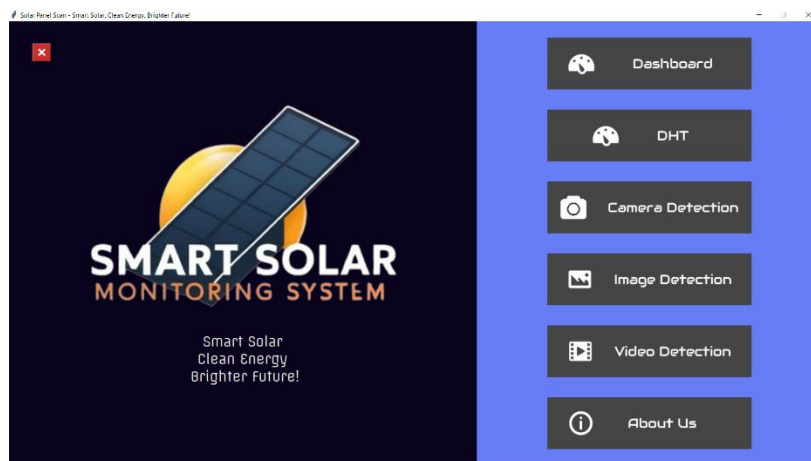 Solar Panel Scan - Smart Solar, Clean Energy, Brighter Future!
SMART SOLAR
MONITORING SYSTEM
Smart Solar
Clean Energy
Brighter Future!
Dashboard
DHT
Camera Detection
Image Detection
Video Detection
About Us